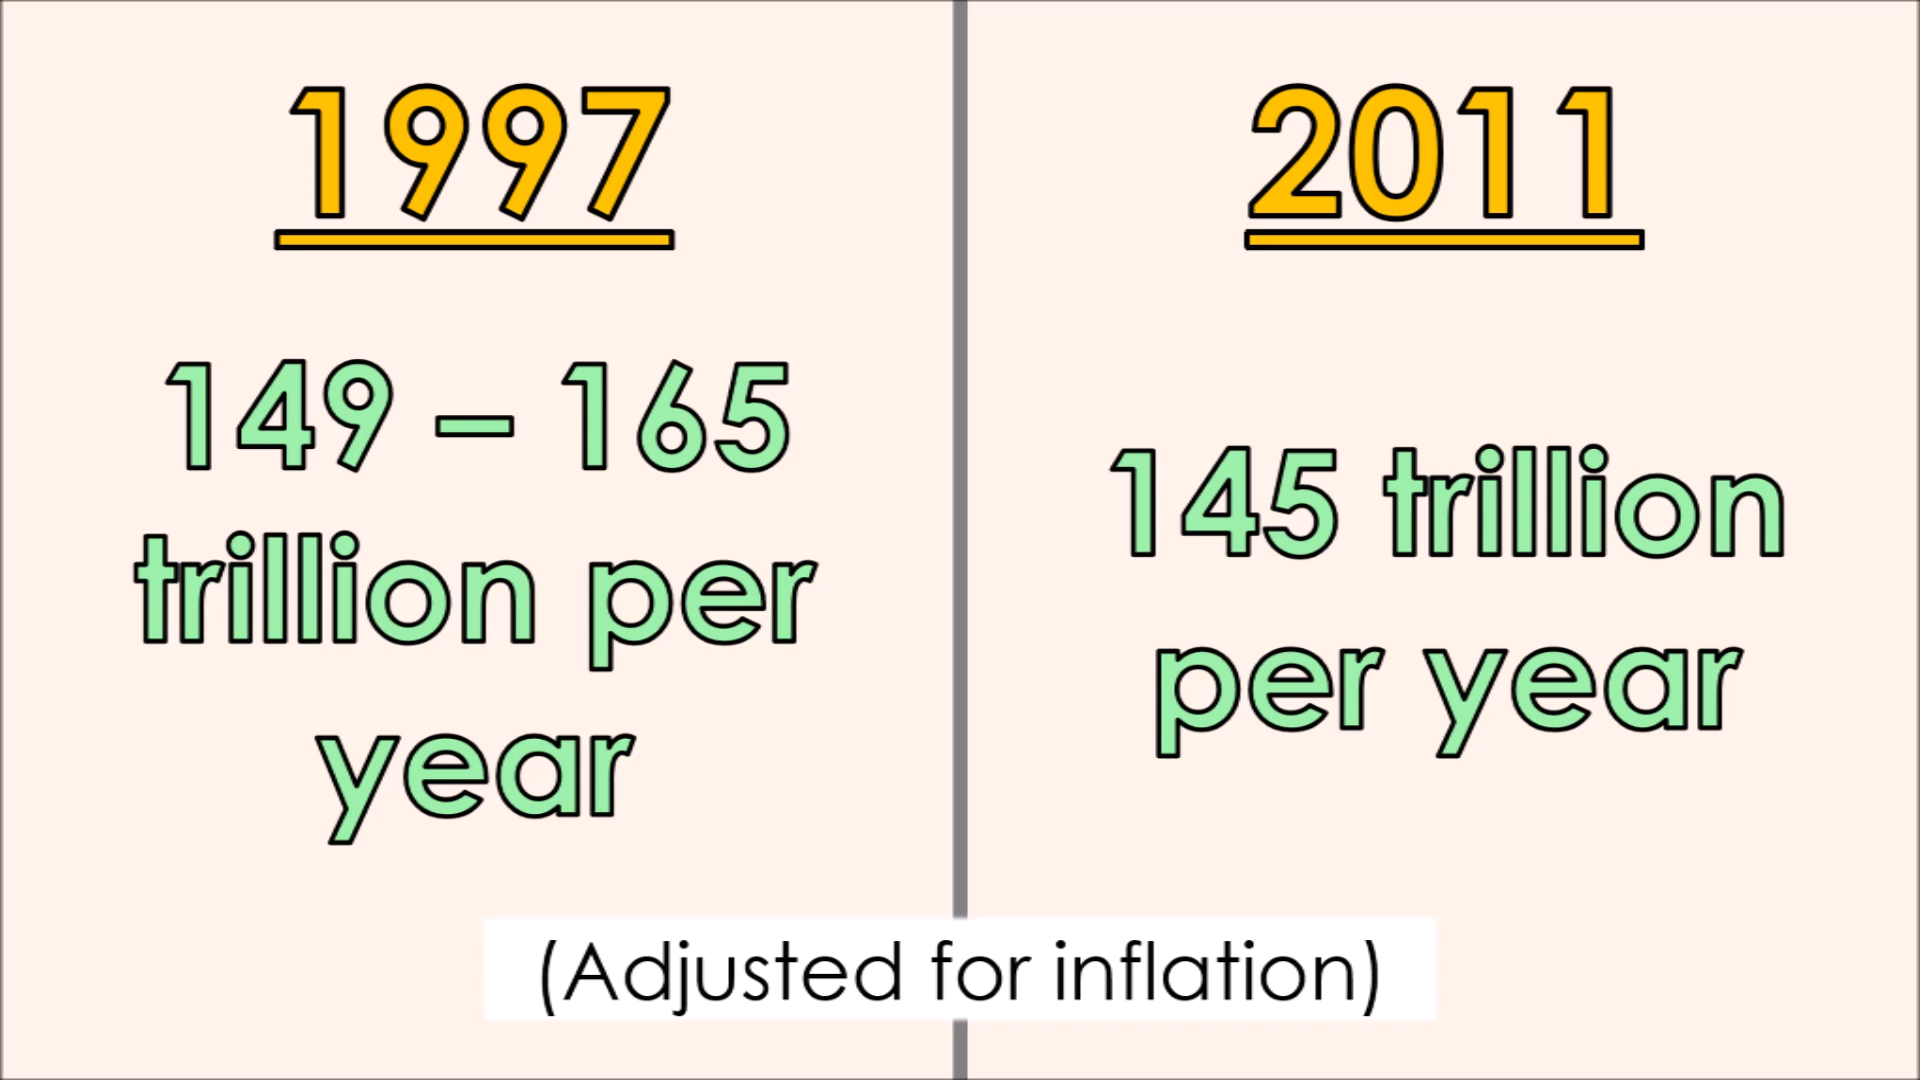 1997
149 – 165
trillion per
year
2011
145 trillion
per year
(Adjusted for inflation)